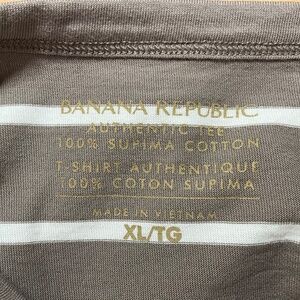 BANANA REPUBLIC
AUTHENTIC TEE
100% SUPIMA COTTON
T-SHIRT AUTHENTIQUE
100% COTON SUPIMA
MADE IN VIETNAM
XL/TG